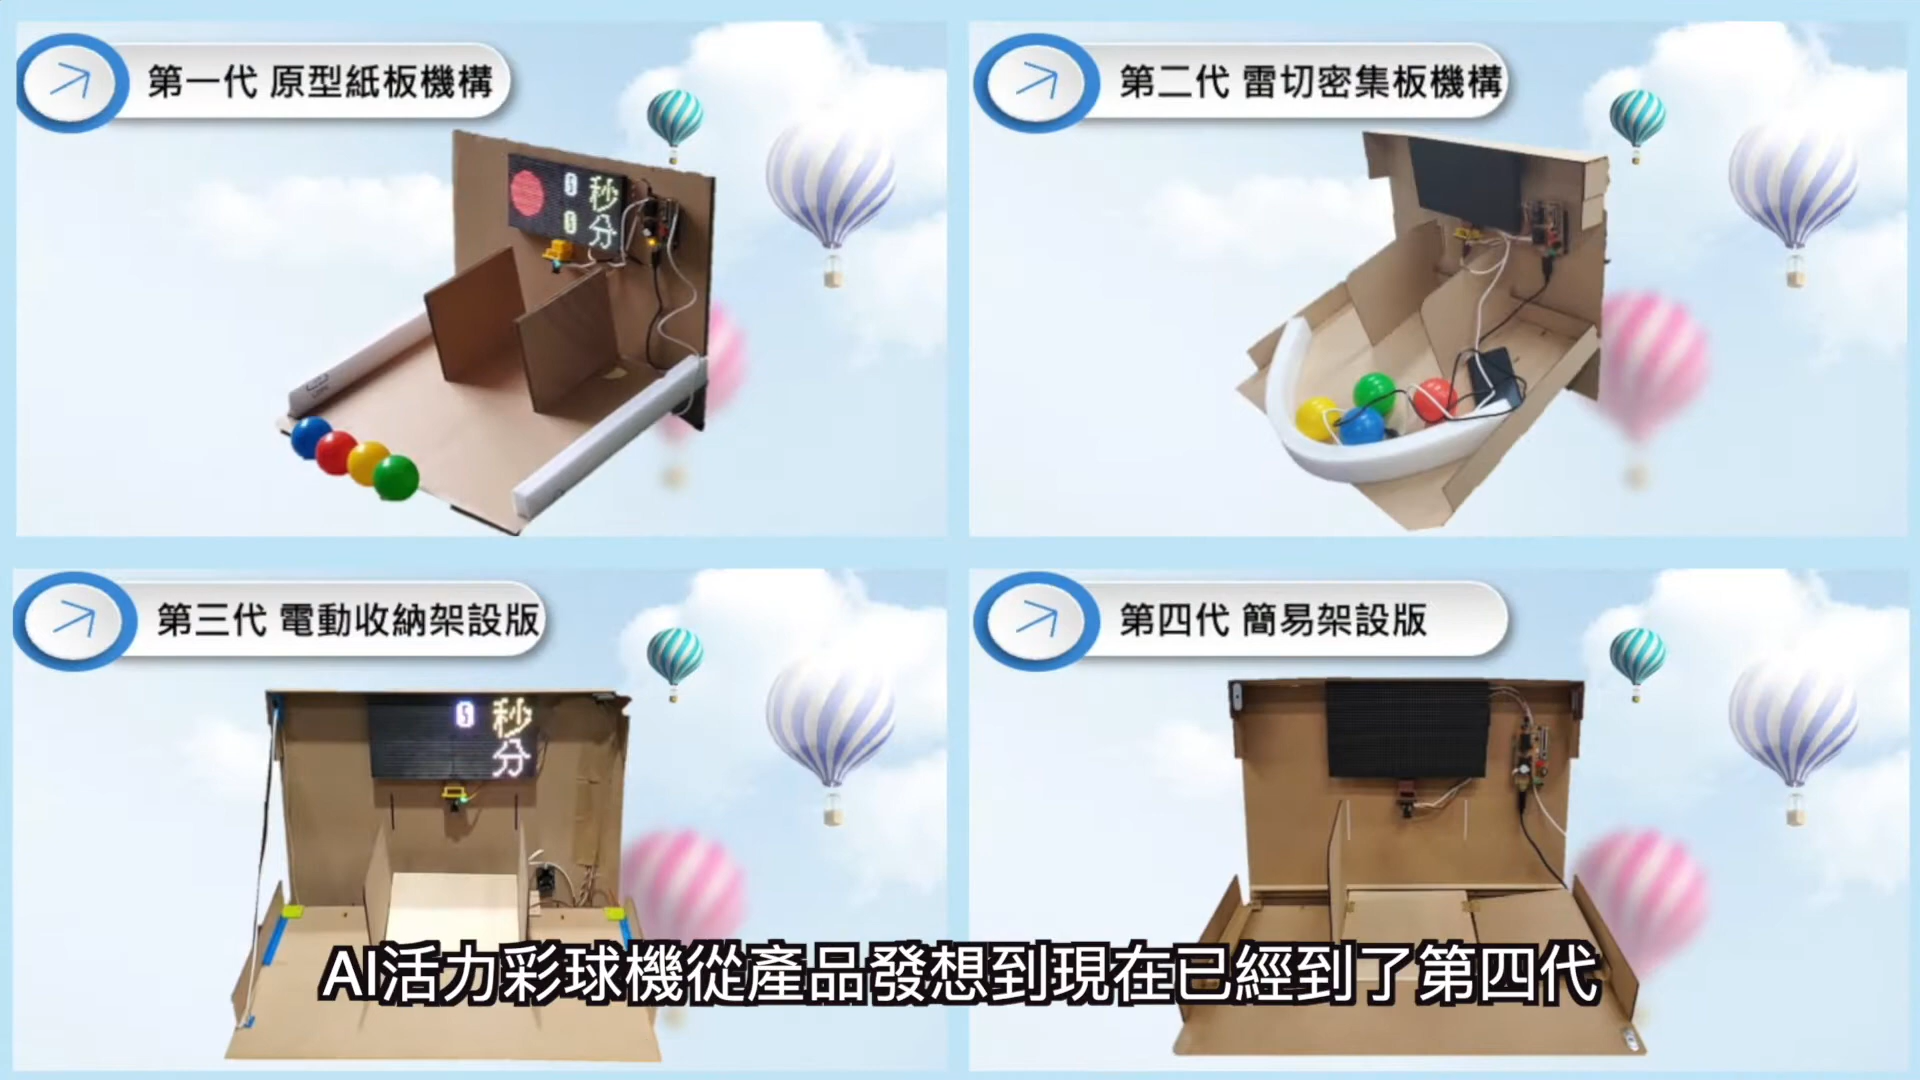 第一代 原型紙板機構
第二代 雷切密集板機構
0 秒
0 分
第三代 電動收納架設版
第四代 簡易架設版
5 秒
分
AI活力彩球機從產品發想到現在已經到了第四代